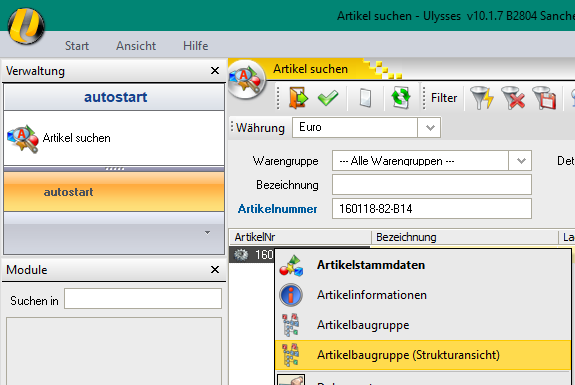 Artikel suchen - Ulysses v10.1.7 B2804 Sanche
Start Ansicht Hilfe
Verwaltung
autostart
Artikel suchen
autostart
Module
Suchen in
Artikel suchen
Filter
Währung Euro
Warengruppe --- Alle Warengruppen --- Det
Bezeichnung
Artikelnummer 160118-82-B14
ArtikelNr Bezeichnung La
160
Artikelstammdaten
Artikelinformationen
Artikelbaugruppe
Artikelbaugruppe (Strukturansicht)